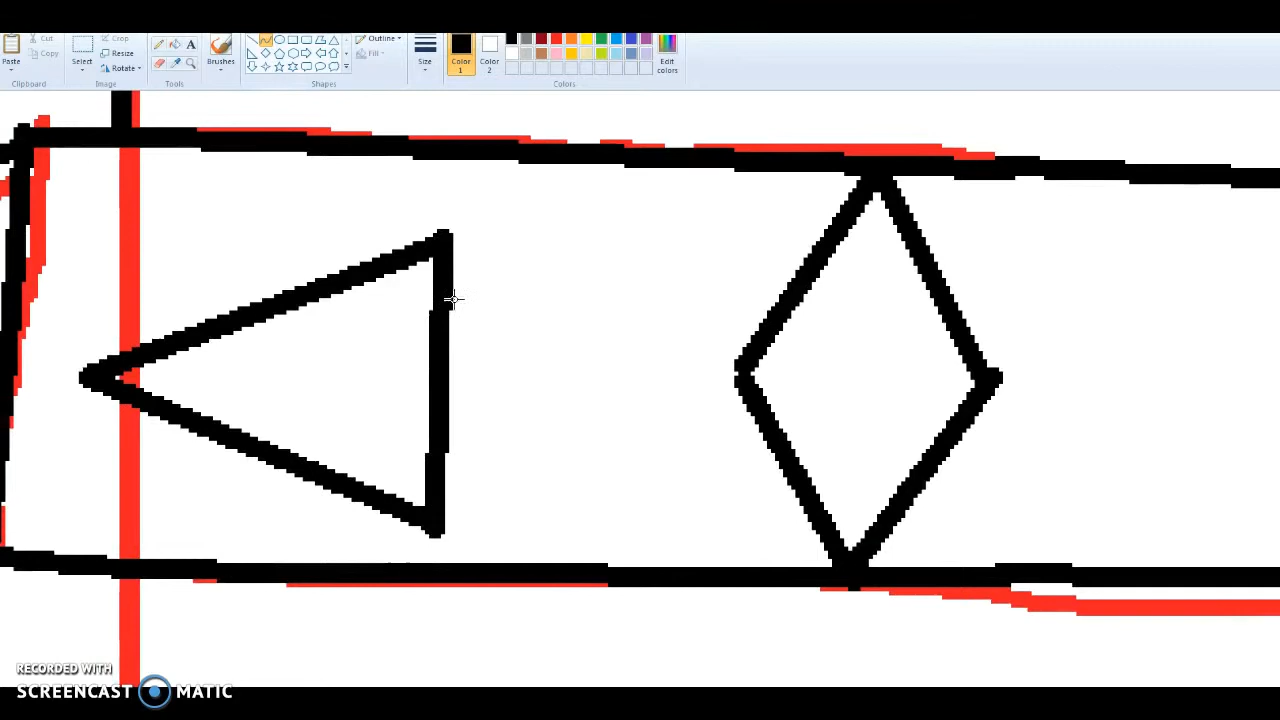 Cut
Crop
Outline
Copy
Resize
Fill
Paste
Select
Rotate
A
Brushes
Size
Color
1
Color
2
Edit
colors
Clipboard
Image
Tools
Shapes
Colors
RECORDED WITH
SCREENCAST MATIC